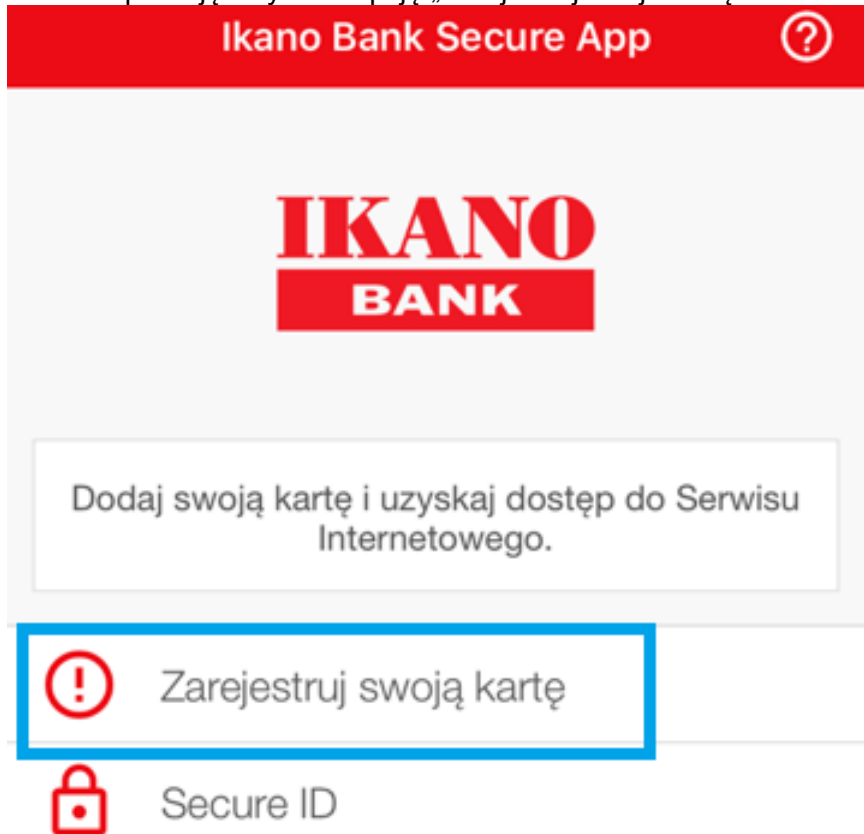 Ikano Bank Secure App
IKANO
BANK
Dodaj swoją kartę i uzyskaj dostęp do Serwisu
Internetowego.
Zarejestruj swoją kartę
Secure ID